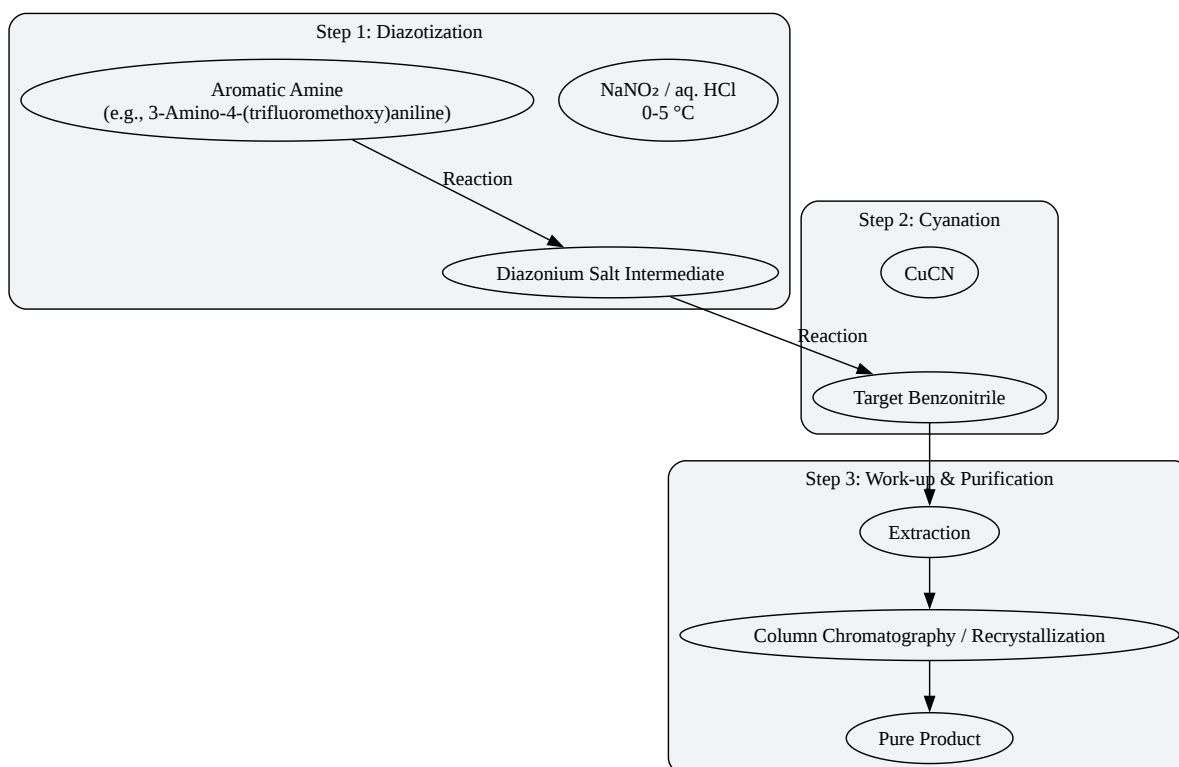 Step 1: Diazotization
Aromatic Amine
(e.g., 3-Amino-4-(trifluoromethoxy)aniline)
NaNO₂ / aq. HCl
0-5 °C
Reaction
Diazonium Salt Intermediate
Step 2: Cyanation
CuCN
Reaction
Target Benzonitrile
Step 3: Work-up & Purification
Extraction
Column Chromatography / Recrystallization
Pure Product